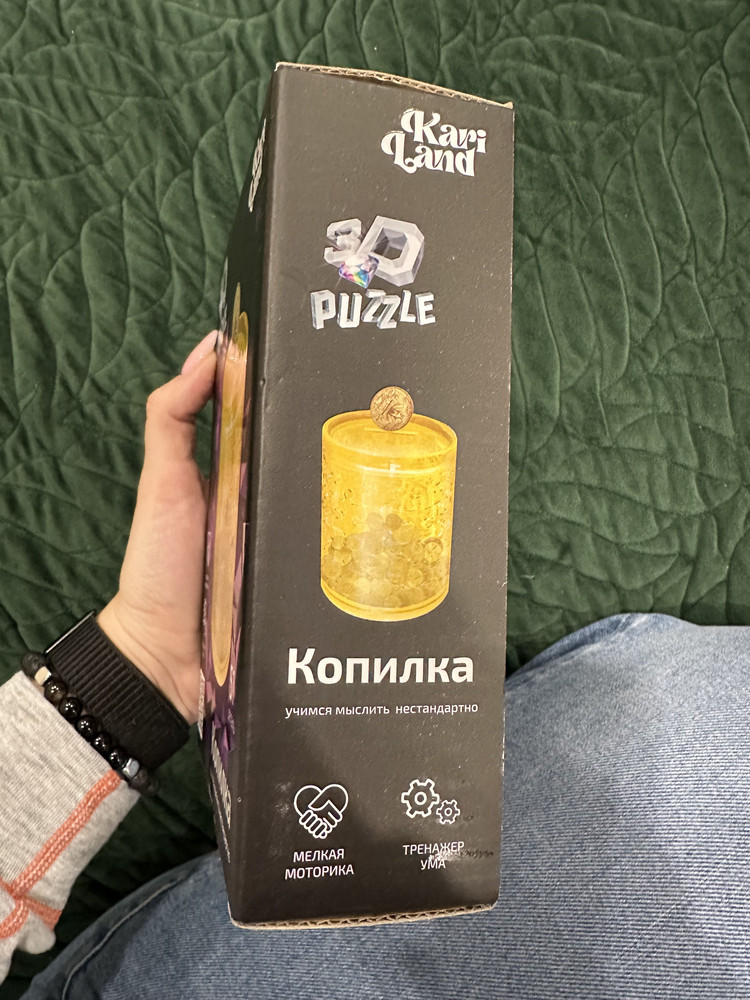 Kari
Land
3D
PUZZLE
Копилка
учимся мыслить нестандартно
МЕЛКАЯ
МОТОРИКА
ТРЕНАЖЕР
УМА